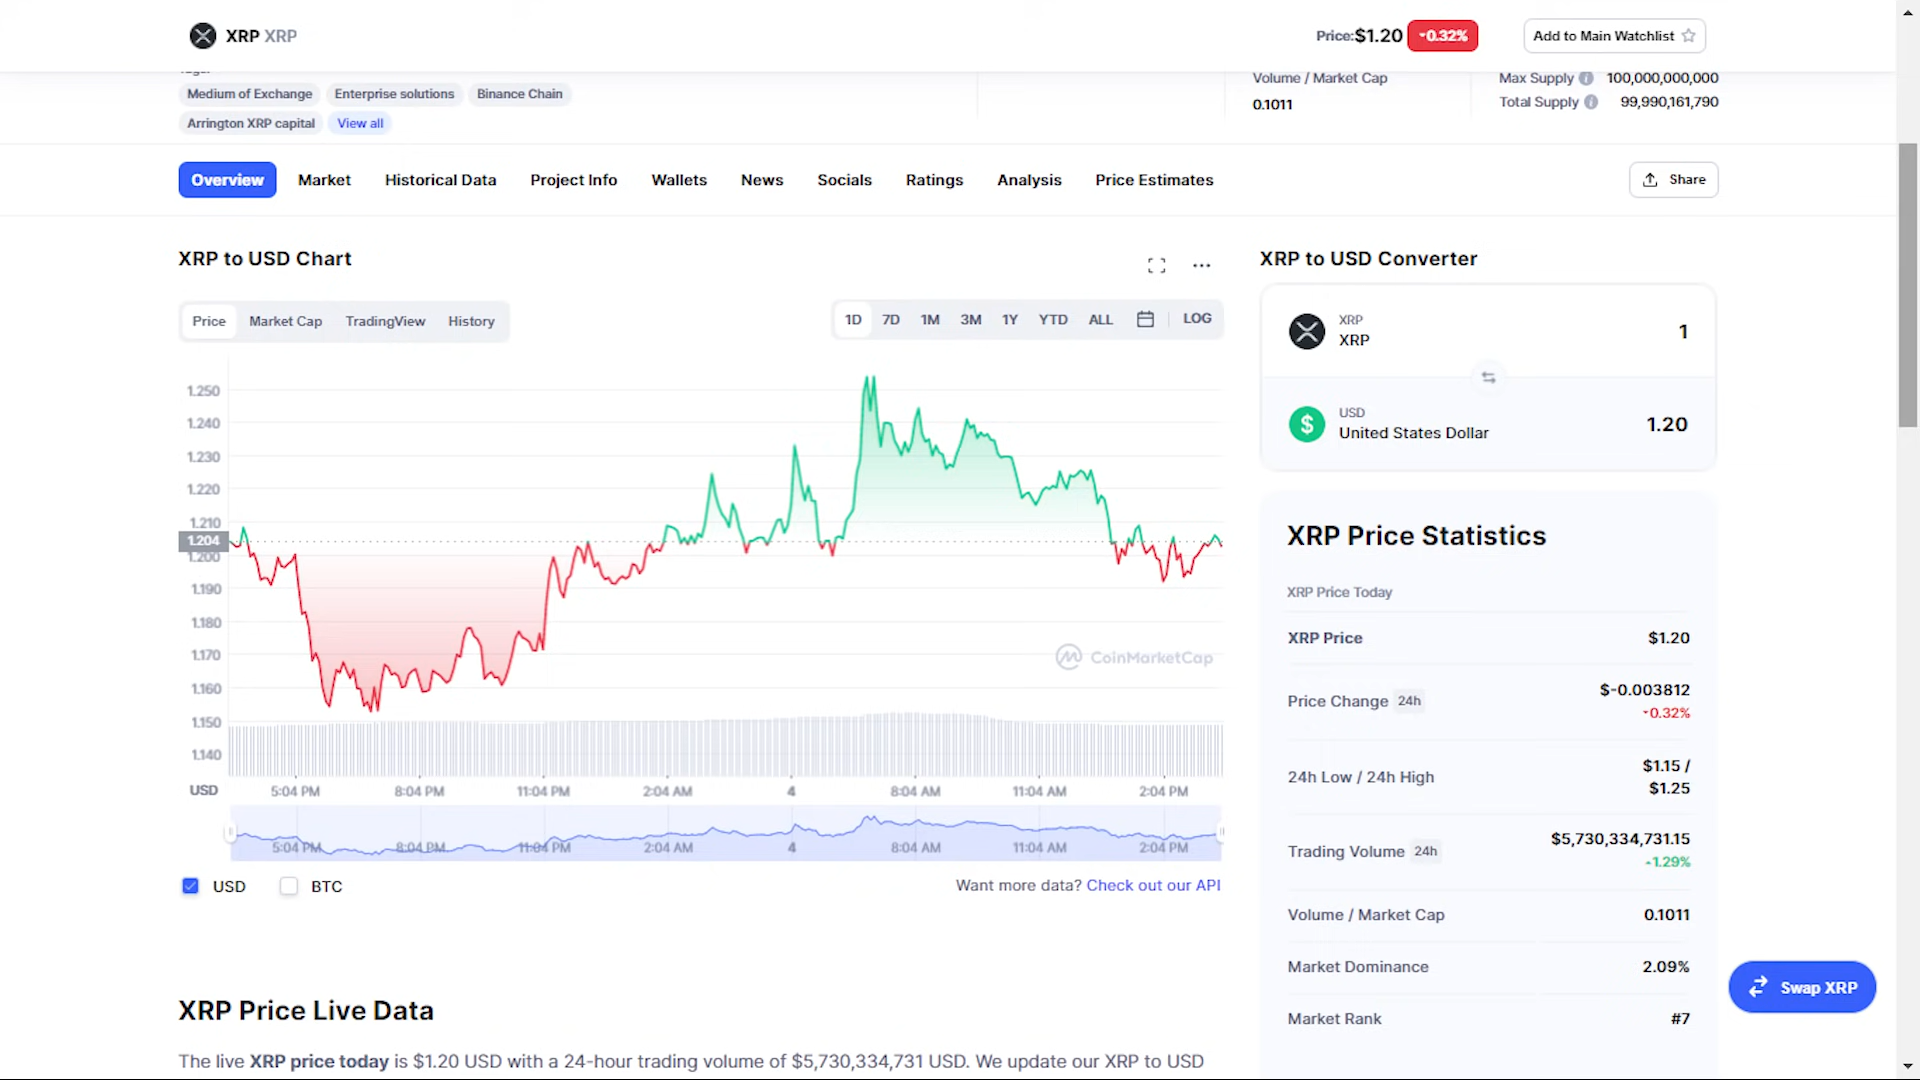 XRP XRP
Price:$1.20 -0.32%
Add to Main Watchlist
Medium of Exchange Enterprise solutions Binance Chain
Arrington XRP capital View all
Volume / Market Cap
0.1011
Max Supply 100,000,000,000
Total Supply 99,990,161,790
Overview Market Historical Data Project Info Wallets News Socials Ratings Analysis Price Estimates
Share
XRP to USD Chart
Price Market Cap TradingView History
1D 7D 1M 3M 1Y YTD ALL LOG
1.250
1.240
1.230
1.220
1.210
1.204
1.200
1.190
1.180
1.170
1.160
1.150
1.140
CoinMarketCap
USD 5:04 PM 8:04 PM 11:04 PM 2:04 AM 4 8:04 AM 11:04 AM 2:04 PM
5:04 PM 8:04 PM 11:04 PM 2:04 AM 4 8:04 AM 11:04 AM 2:04 PM
USD BTC
Want more data? Check out our API
XRP Price Live Data
The live XRP price today is $1.20 USD with a 24-hour trading volume of $5,730,334,731 USD. We update our XRP to USD
XRP to USD Converter
XRP
XRP
1
USD
United States Dollar
1.20
XRP Price Statistics
XRP Price Today
XRP Price $1.20
Price Change 24h $-0.003812
0.32%
24h Low / 24h High $1.15 /
$1.25
Trading Volume 24h $5,730,334,731.15
1.29%
Volume / Market Cap 0.1011
Market Dominance 2.09%
Market Rank #7
Swap XRP